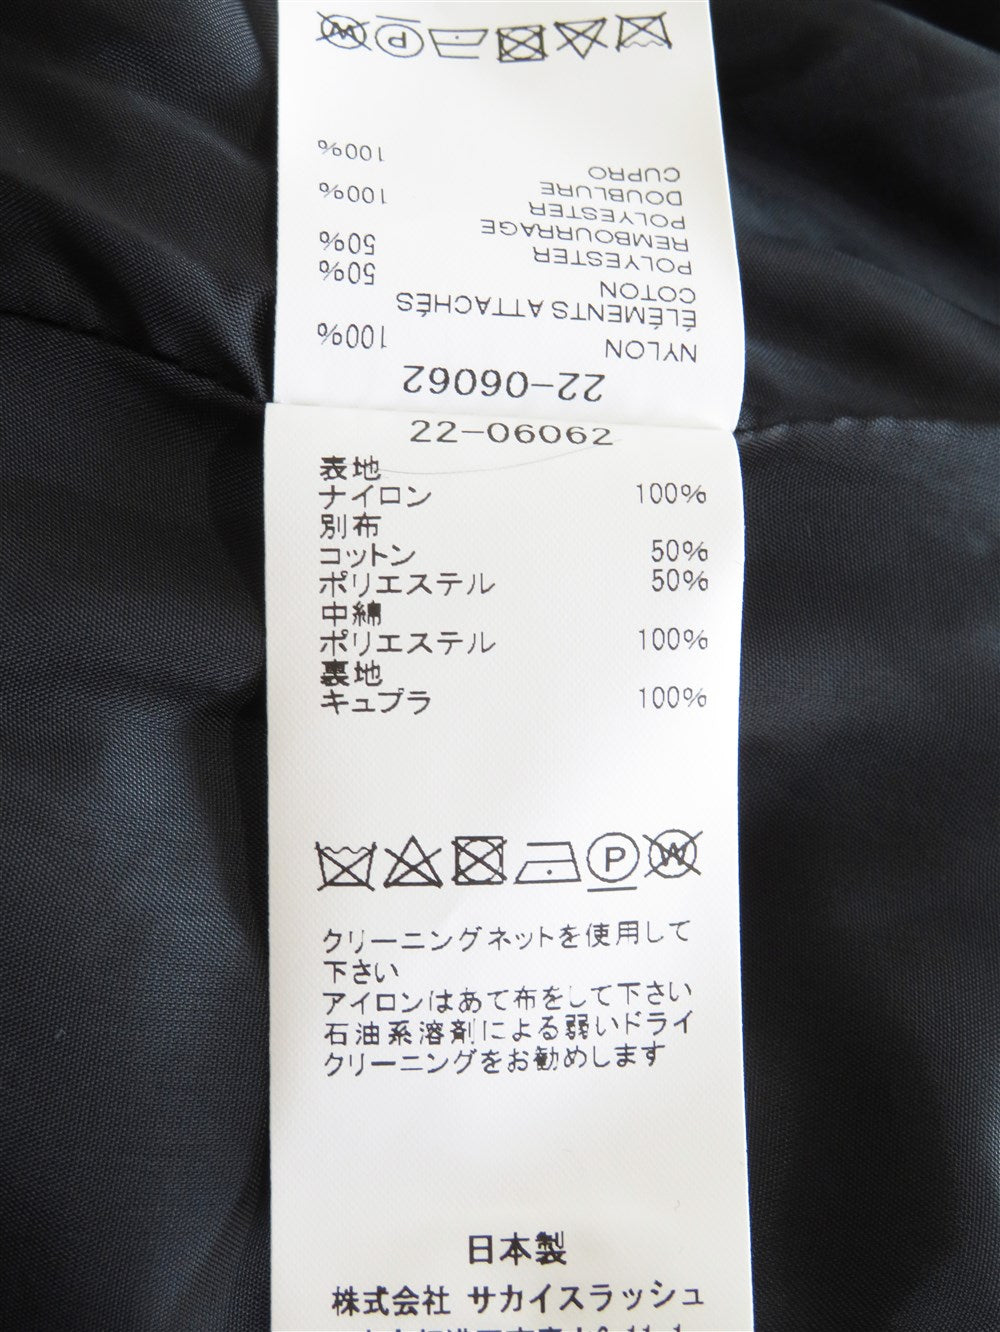 22-06062
NYLON 100%
ÉLÉMENTS ATTACHÉS
COTON 50%
POLYESTER 50%
REMBOURRAGE
POLYESTER 100%
DOUBLURE
CUPRO 100%
P
W
22-06062
表地
ナイロン 100%
別布
コットン 50%
ポリエステル 50%
中綿
ポリエステル 100%
裏地
キュプラ 100%
P W
クリーニングネットを使用して
下さい
アイロンはあて布をして下さい
石油系溶剤による弱いドライ
クリーニングをお勧めします
日本製
株式会社 サカイスラッシュ